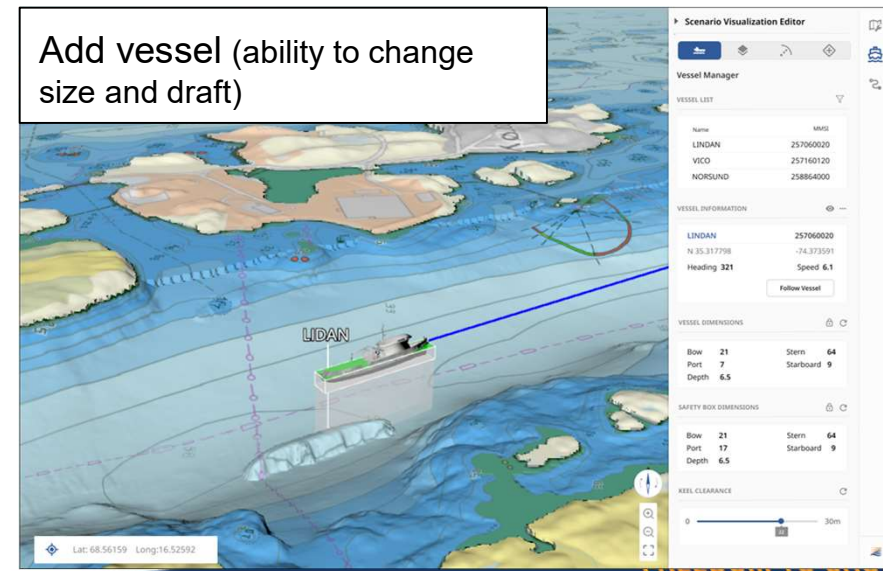 Add vessel (ability to change
size and draft)
LIDAN
Lat: 68.56159 Long:16.52592
Scenario Visualization Editor
Vessel Manager
VESSEL LIST
Name MMSI
LINDAN 257060020
VICO 257160120
NORSUND 258864000
VESSEL INFORMATION
LINDAN 257060020
N 35.317798 -74.373591
Heading 321 Speed 6.1
Follow Vessel
VESSEL DIMENSIONS
Bow 21 Stern 64
Port 7 Starboard 9
Depth 6.5
SAFETY BOX DIMENSIONS
Bow 21 Stern 64
Port 17 Starboard 9
Depth 6.5
KEEL CLEARANCE
0 30m